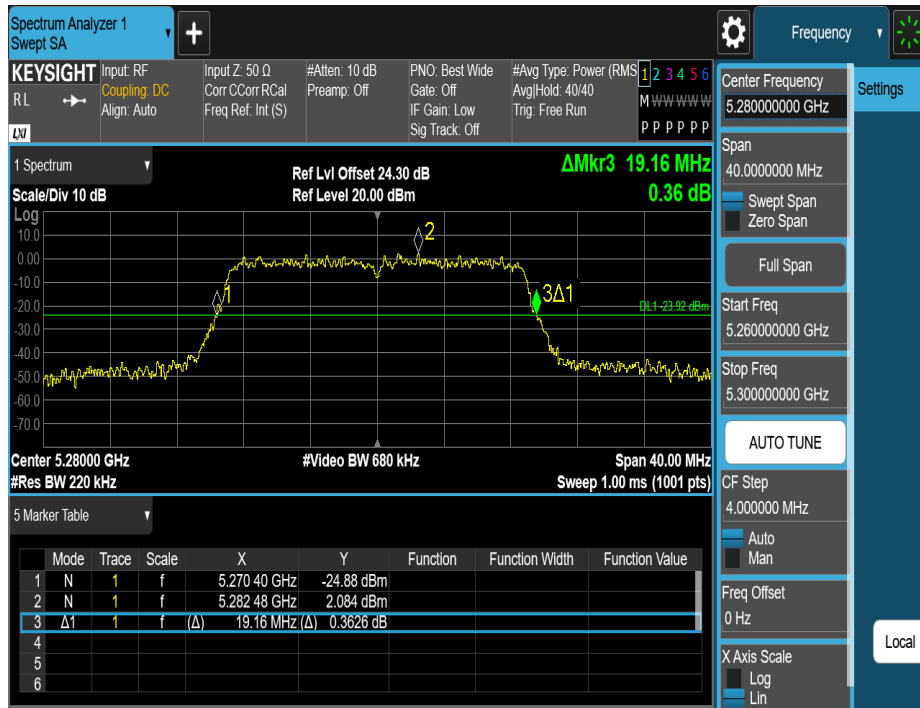 Spectrum Analyzer 1
Swept SA
+
Frequency
KEYSIGHT
RL
LXI
Input: RF
Coupling: DC
Align: Auto
Input Z: 50 Ω
Corr CCorr RCal
Freq Ref: Int (S)
#Atten: 10 dB
Preamp: Off
PNO: Best Wide
Gate: Off
IF Gain: Low
Sig Track: Off
#Avg Type: Power (RMS
Avg|Hold: 40/40
Trig: Free Run
1 2 3 4 5 6
M W W W W W
P P P P P P
1 Spectrum
Scale/Div 10 dB
Ref Lvl Offset 24.30 dB
Ref Level 20.00 dBm
ΔMkr3 19.16 MHz
0.36 dB
Log
10.0
0.00
-10.0
-20.0
-30.0
-40.0
-50.0
-60.0
-70.0
1
2
3Δ1
DL1 -23.92 dBm
Center 5.28000 GHz
#Video BW 680 kHz
Span 40.00 MHz
#Res BW 220 kHz
Sweep 1.00 ms (1001 pts)
5 Marker Table
Mode Trace Scale X Y Function Function Width Function Value
1 N 1 f 5.270 40 GHz -24.88 dBm
2 N 1 f 5.282 48 GHz 2.084 dBm
3 Δ1 1 f (Δ) 19.16 MHz (Δ) 0.3626 dB
4
5
6
Center Frequency
5.280000000 GHz
Span
40.0000000 MHz
Swept Span
Zero Span
Full Span
Start Freq
5.260000000 GHz
Stop Freq
5.300000000 GHz
AUTO TUNE
CF Step
4.000000 MHz
Auto
Man
Freq Offset
0 Hz
X Axis Scale
Log
Lin
Settings
Local